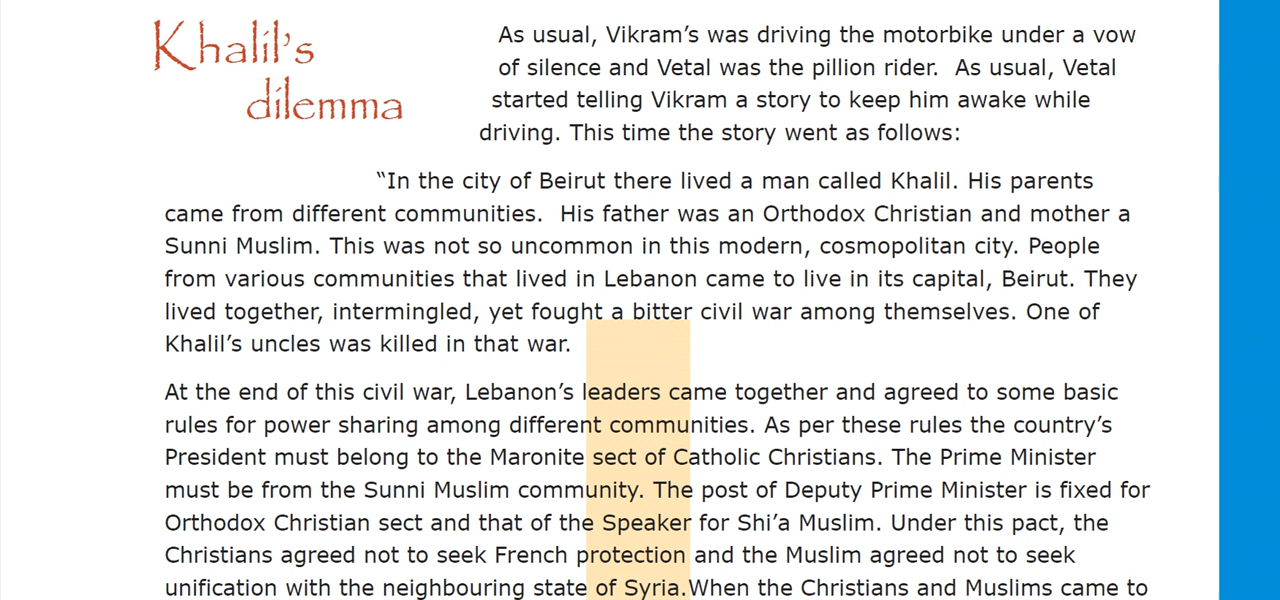 Khalil’s
dilemma
As usual, Vikram’s was driving the motorbike under a vow
of silence and Vetal was the pillion rider.  As usual, Vetal
started telling Vikram a story to keep him awake while
driving. This time the story went as follows:
“In the city of Beirut there lived a man called Khalil. His parents
came from different communities.  His father was an Orthodox Christian and mother a
Sunni Muslim. This was not so uncommon in this modern, cosmopolitan city. People
from various communities that lived in Lebanon came to live in its capital, Beirut. They
lived together, intermingled, yet fought a bitter civil war among themselves. One of
Khalil’s uncles was killed in that war.
At the end of this civil war, Lebanon’s leaders came together and agreed to some basic
rules for power sharing among different communities. As per these rules the country’s
President must belong to the Maronite sect of Catholic Christians. The Prime Minister
must be from the Sunni Muslim community. The post of Deputy Prime Minister is fixed for
Orthodox Christian sect and that of the Speaker for Shi’a Muslim. Under this pact, the
Christians agreed not to seek French protection and the Muslim agreed not to seek
unification with the neighbouring state of Syria.When the Christians and Muslims came to